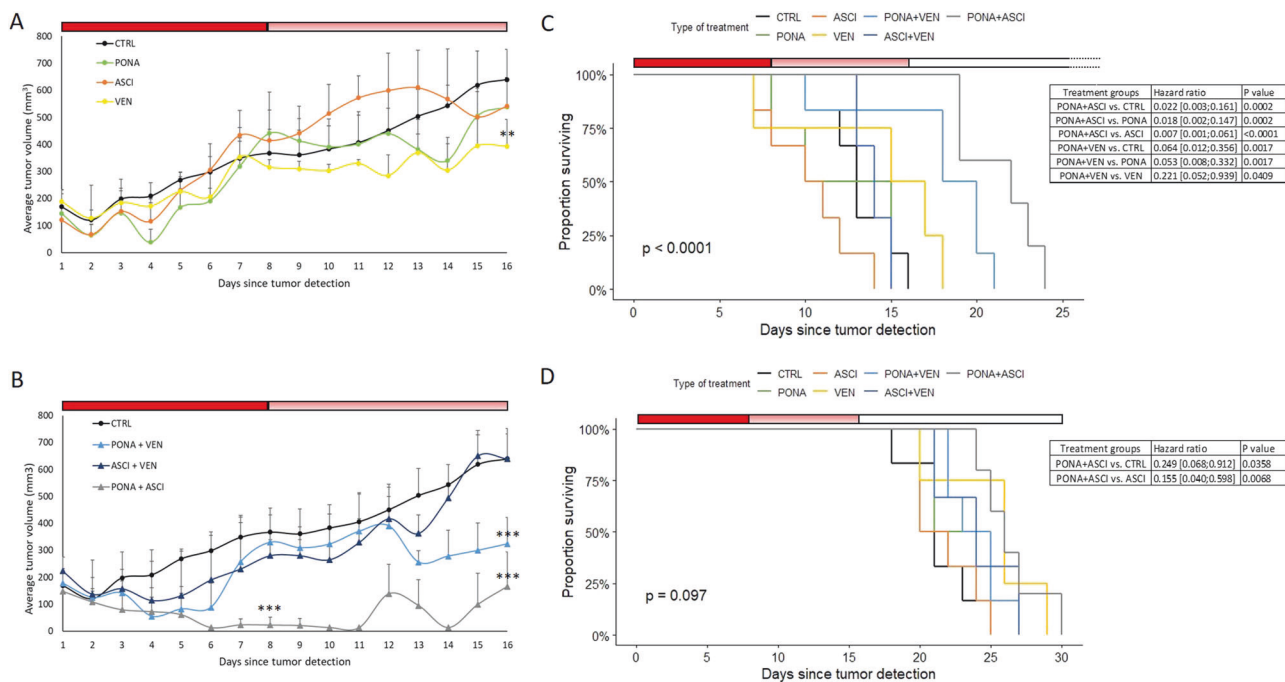 A
800
700
600
500
400
300
200
100
0
Average tumor volume (mm³)
CTRL
PONA
ASCI
VEN
**
1 2 3 4 5 6 7 8 9 10 11 12 13 14 15 16
Days since tumor detection
B
800
700
600
500
400
300
200
100
0
Average tumor volume (mm3)
CTRL
PONA + VEN
ASCI + VEN
PONA + ASCI
***
***
***
1 2 3 4 5 6 7 8 9 10 11 12 13 14 15 16
Days since tumor detection
C
Type of treatment
CTRL ASCI PONA+VEN PONA+ASCI
PONA VEN ASCI+VEN
100%
75%
50%
25%
0%
Proportion surviving
p < 0.0001
0 5 10 15 20 25
Days since tumor detection
Treatment groups Hazard ratio P value
PONA+ASCI vs. CTRL 0.022 [0.003;0.161] 0.0002
PONA+ASCI vs. PONA 0.018 [0.002;0.147] 0.0002
PONA+ASCI vs. ASCI 0.007 [0.001;0.061] <0.0001
PONA+VEN vs. CTRL 0.064 [0.012;0.356] 0.0017
PONA+VEN vs. PONA 0.053 [0.008;0.332] 0.0017
PONA+VEN vs. VEN 0.221 [0.052;0.939] 0.0409
D
Type of treatment
CTRL ASCI PONA+VEN PONA+ASCI
PONA VEN ASCI+VEN
100%
75%
50%
25%
0%
Proportion surviving
p = 0.097
0 5 10 15 20 25 30
Days since tumor detection
Treatment groups Hazard ratio P value
PONA+ASCI vs. CTRL 0.249 [0.068;0.912] 0.0358
PONA+ASCI vs. ASCI 0.155 [0.040;0.598] 0.0068